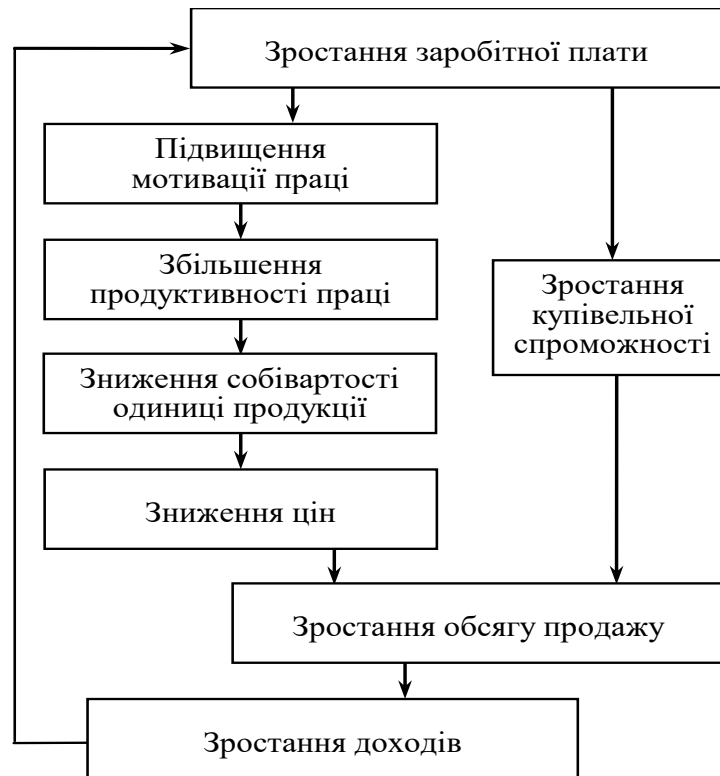 Зростання заробітної плати
Підвищення
мотивації праці
Збільшення
продуктивності праці
Зростання
купівельної
спроможності
Зниження собівартості
одиниці продукції
Зниження цін
Зростання обсягу продажу
Зростання доходів